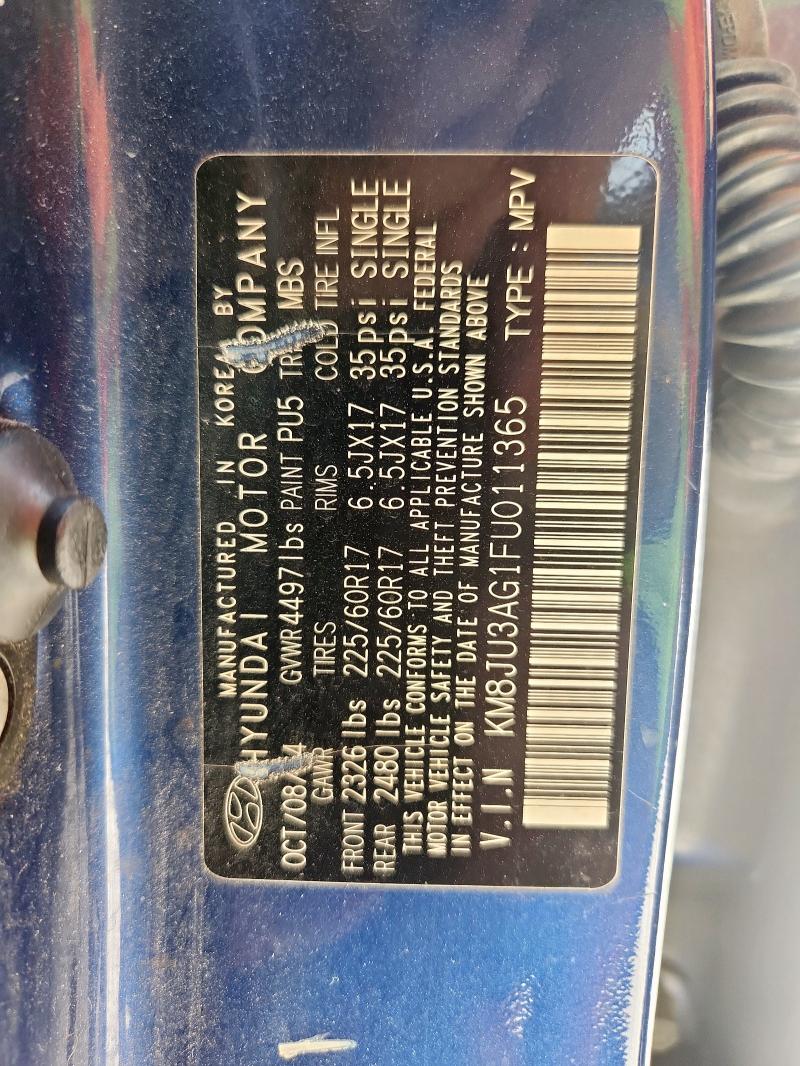 MANUFACTURED IN KOREA BY
HYUNDAI MOTOR COMPANY
GVWR 4497lbs PAINT PU5 MBS
GAWR TIRES RIMS COLD TIRE INFL
FRONT 2326 lbs 225/60R17 6.5JX17 35psi SINGLE
REAR 2480 lbs 225/60R17 6.5JX17 35psi SINGLE
THIS VEHICLE CONFORMS TO ALL APPLICABLE U.S.A. FEDERAL
MOTOR VEHICLE SAFETY AND THEFT PREVENTION STANDARDS
IN EFFECT ON THE DATE OF MANUFACTURE SHOWN ABOVE
V.I.N KM8JU3AG1FU011365 TYPE : MPV